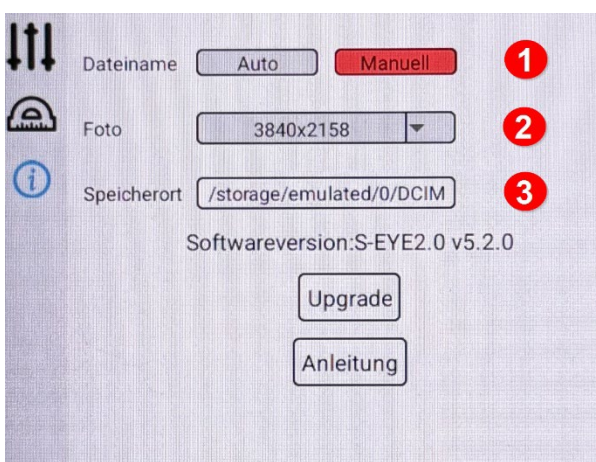 Dateiname Auto Manuell 1
Foto 3840x2158 2
Speicherort /storage/emulated/0/DCIM 3
Softwareversion:S-EYE2.0 v5.2.0
Upgrade
Anleitung